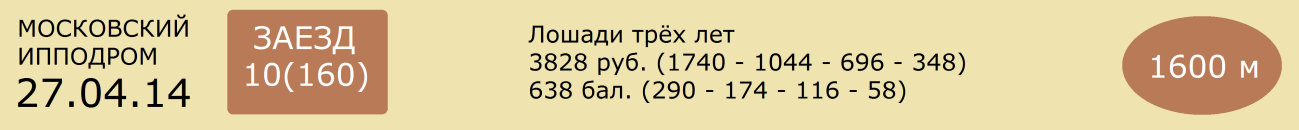 МОСКОВСКИЙ
ИППОДРОМ
27.04.14
ЗАЕЗД
10(160)
Лошади трёх лет
3828 руб. (1740 - 1044 - 696 - 348)
638 бал. (290 - 174 - 116 - 58)
1600 м